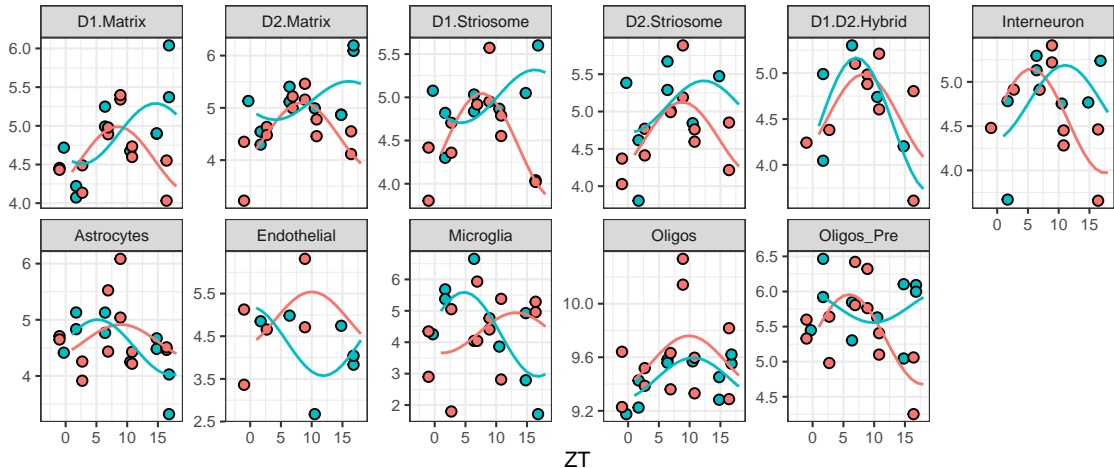 D1.Matrix D2.Matrix D1.Striosome D2.Striosome D1.D2.Hybrid Interneuron
6.0 5.5 5.0 4.5 4.0
6 5 4
5.5 5.0 4.5 4.0
5.5 5.0 4.5 4.0
5.0 4.5 4.0
5.5 5.0 4.5 4.0
Astrocytes Endothelial Microglia Oligos Oligos_Pre
6 5 4
5.5 4.5 3.5 2.5
6 5 4 3 2
10.0 9.6 9.2
6.5 6.0 5.5 5.0 4.5
0 5 10 15 0 5 10 15 0 5 10 15 0 5 10 15 0 5 10 15 0 5 10 15
ZT